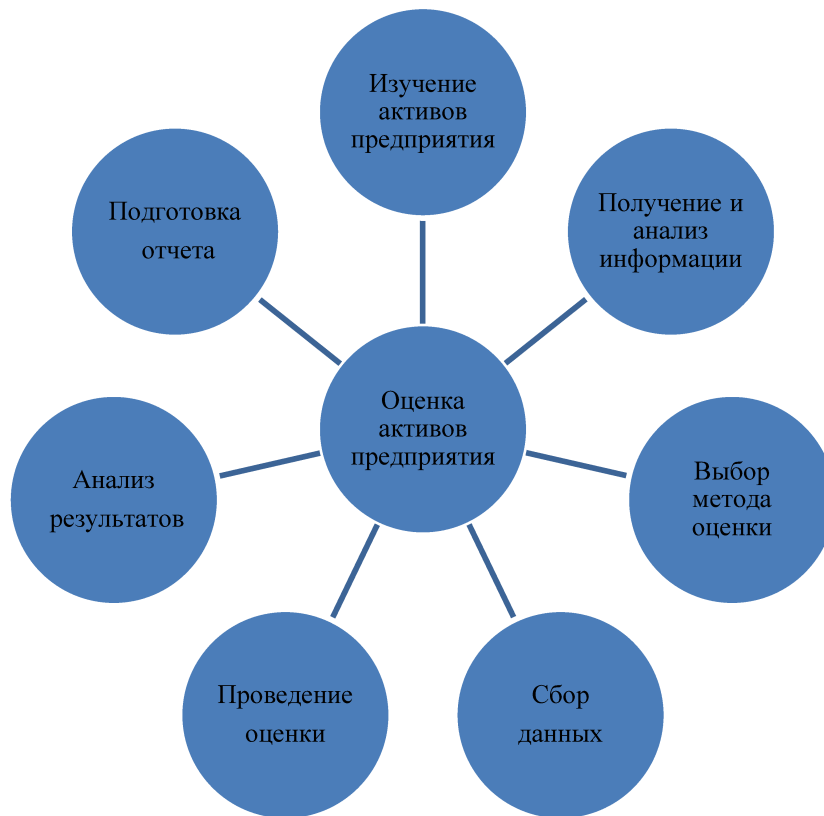 Изучение
активов
предприятия
Получение и
анализ
информации
Выбор
метода
оценки
Сбор
данных
Проведение
оценки
Анализ
результатов
Подготовка
отчета
Оценка
активов
предприятия